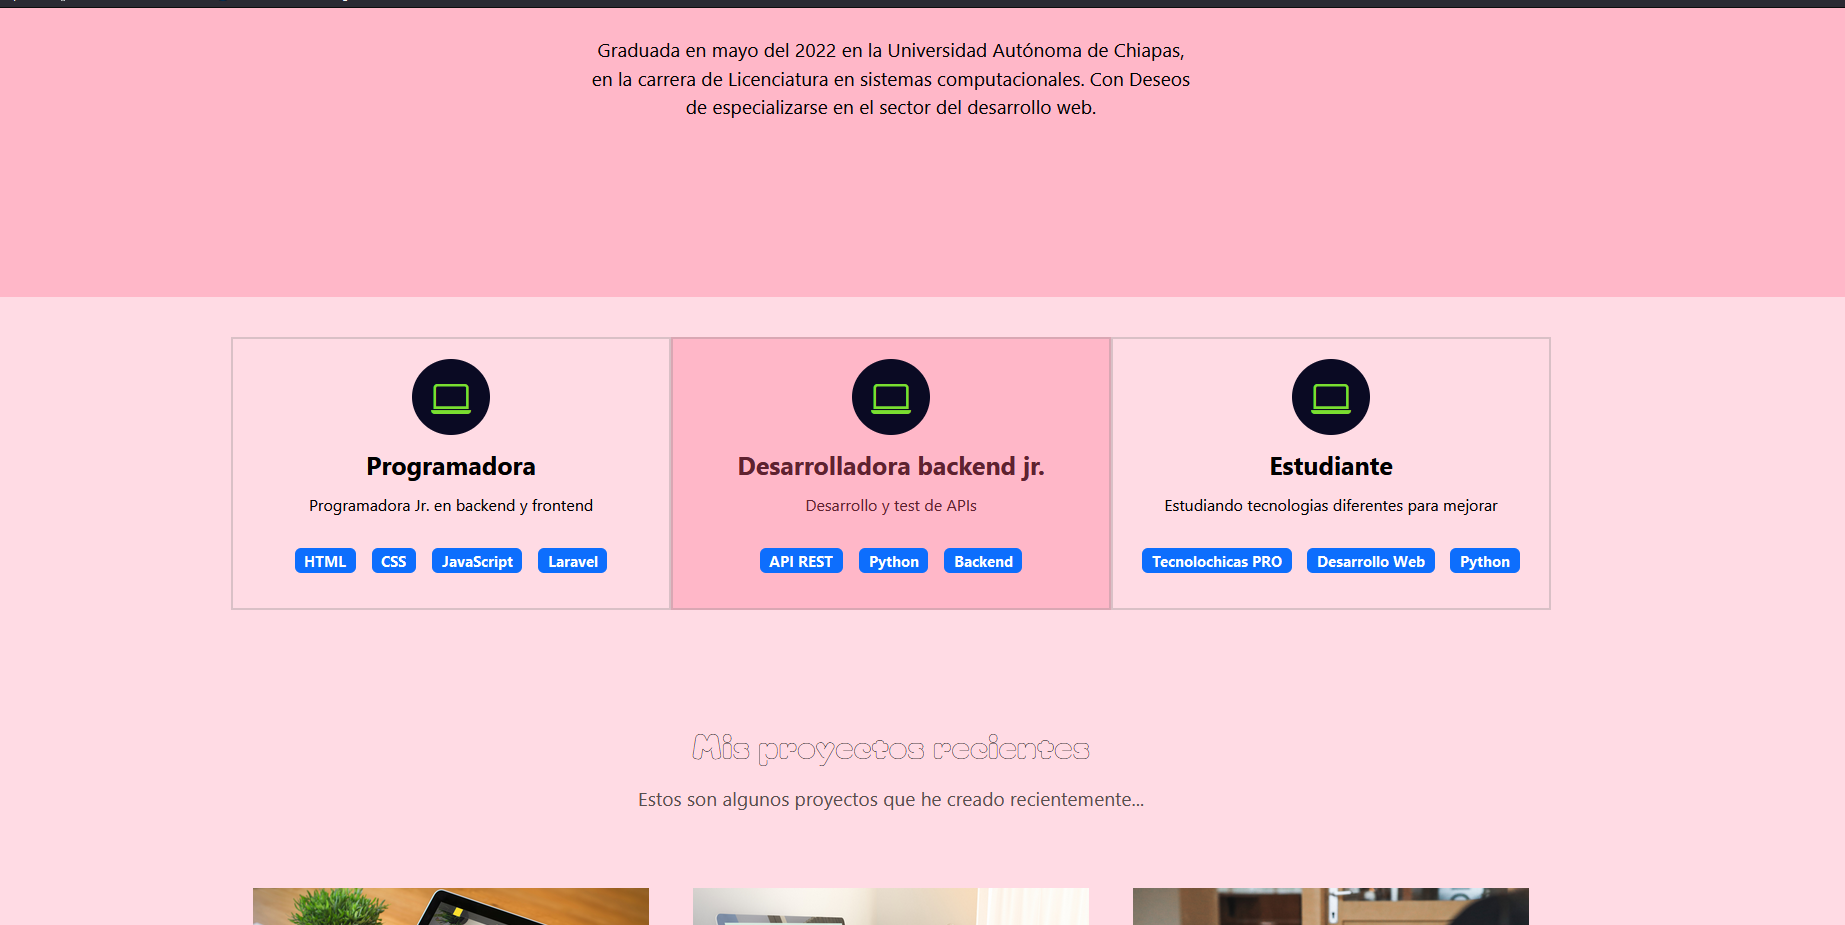 Graduada en mayo del 2022 en la Universidad Autónoma de Chiapas,
en la carrera de Licenciatura en sistemas computacionales. Con Deseos
de especializarse en el sector del desarrollo web.
Programadora
Programadora Jr. en backend y frontend
HTML CSS JavaScript Laravel
Desarrolladora backend jr.
Desarrollo y test de APIs
API REST Python Backend
Estudiante
Estudiando tecnologias diferentes para mejorar
Tecnolochicas PRO Desarrollo Web Python
Mis proyectos recientes
Estos son algunos proyectos que he creado recientemente...